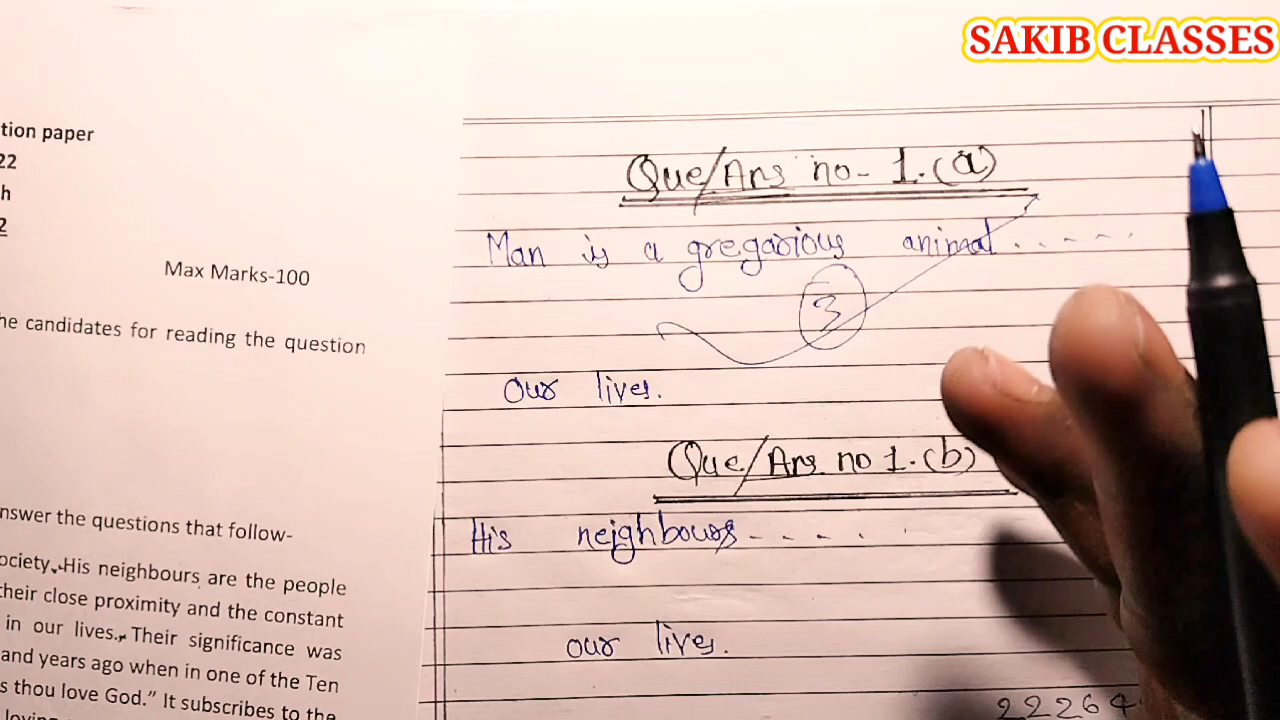 SAKIB CLASSES
tion paper
22
h
2
Max Marks-100
he candidates for reading the question
nswer the questions that follow-
ociety. His neighbours are the people
their close proximity and the constant
in our lives. Their significance was
and years ago when in one of the Ten
s thou love God.” It subscribes to the
loving
Que/Ans no- 1.(a)
Man is a gregarious animal.....
3
Our lives.
Que/Ans no 1.(b)
His neighbours.....
our lives.
22264